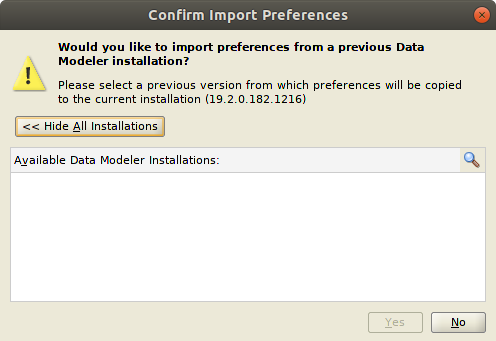 Confirm Import Preferences
Would you like to import preferences from a previous Data
Modeler installation?
Please select a previous version from which preferences will be copied
to the current installation (19.2.0.182.1216)
<< Hide All Installations
Available Data Modeler Installations:
Yes
No